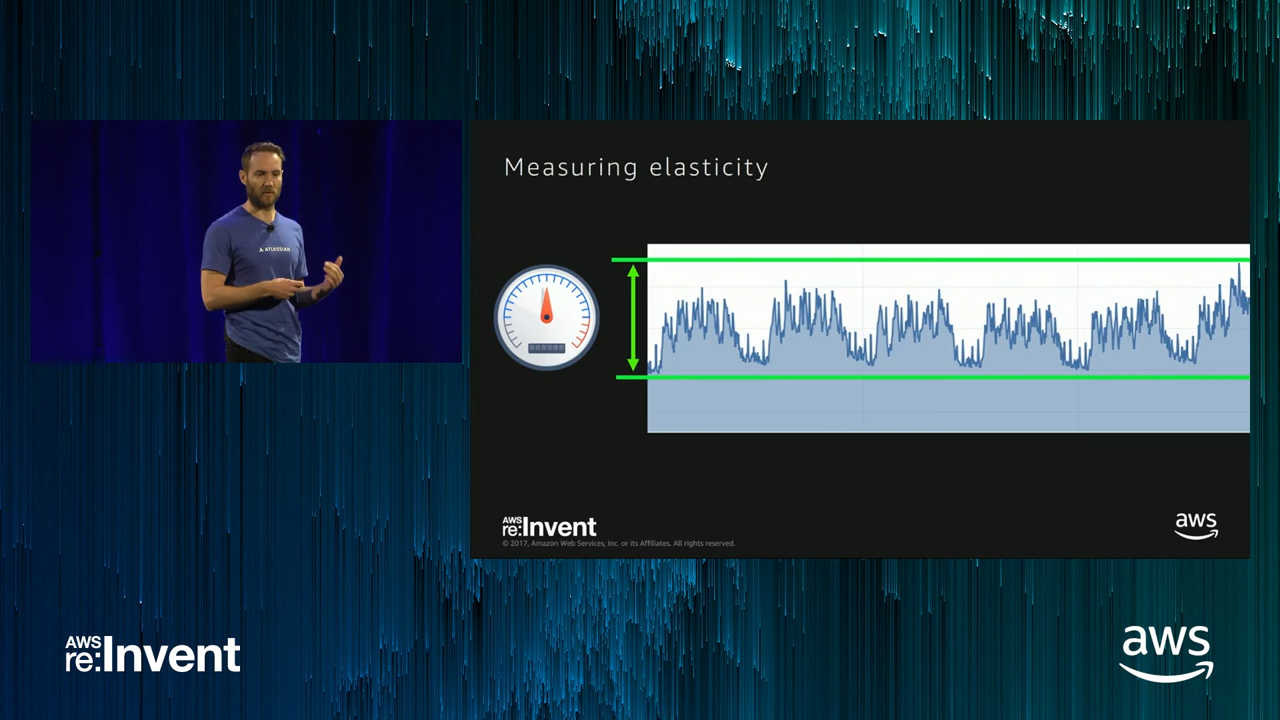 Measuring elasticity
ATLASSIAN
AWS
re:Invent
© 2017, Amazon Web Services, Inc. or its Affiliates. All rights reserved.
aws
AWS
re:Invent
aws